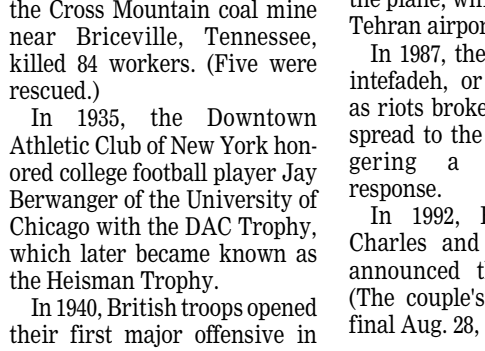 the Cross Mountain coal mine
near Briceville, Tennessee,
killed 84 workers. (Five were
rescued.)
In 1935, the Downtown
Athletic Club of New York hon-
ored college football player Jay
Berwanger of the University of
Chicago with the DAC Trophy,
which later became known as
the Heisman Trophy.
In 1940, British troops opened
their first major offensive in
the plane, wh
Tehran airpor
In 1987, the
intefadeh, or
as riots broke
spread to the
gering a
response.
In 1992,
Charles and
announced th
(The couple's
final Aug. 28,